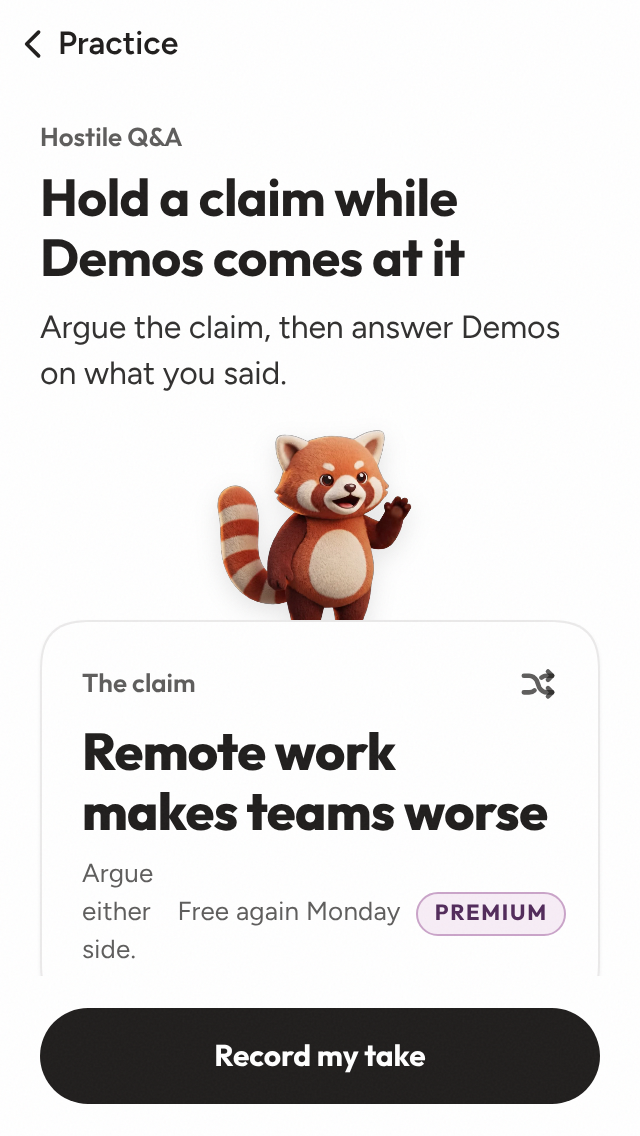 Practice
Hostile Q&A
Hold a claim while
Demos comes at it
Argue the claim, then answer Demos
on what you said.
The claim
Remote work
makes teams worse
Argue
either
side.
Free again Monday
PREMIUM
Record my take